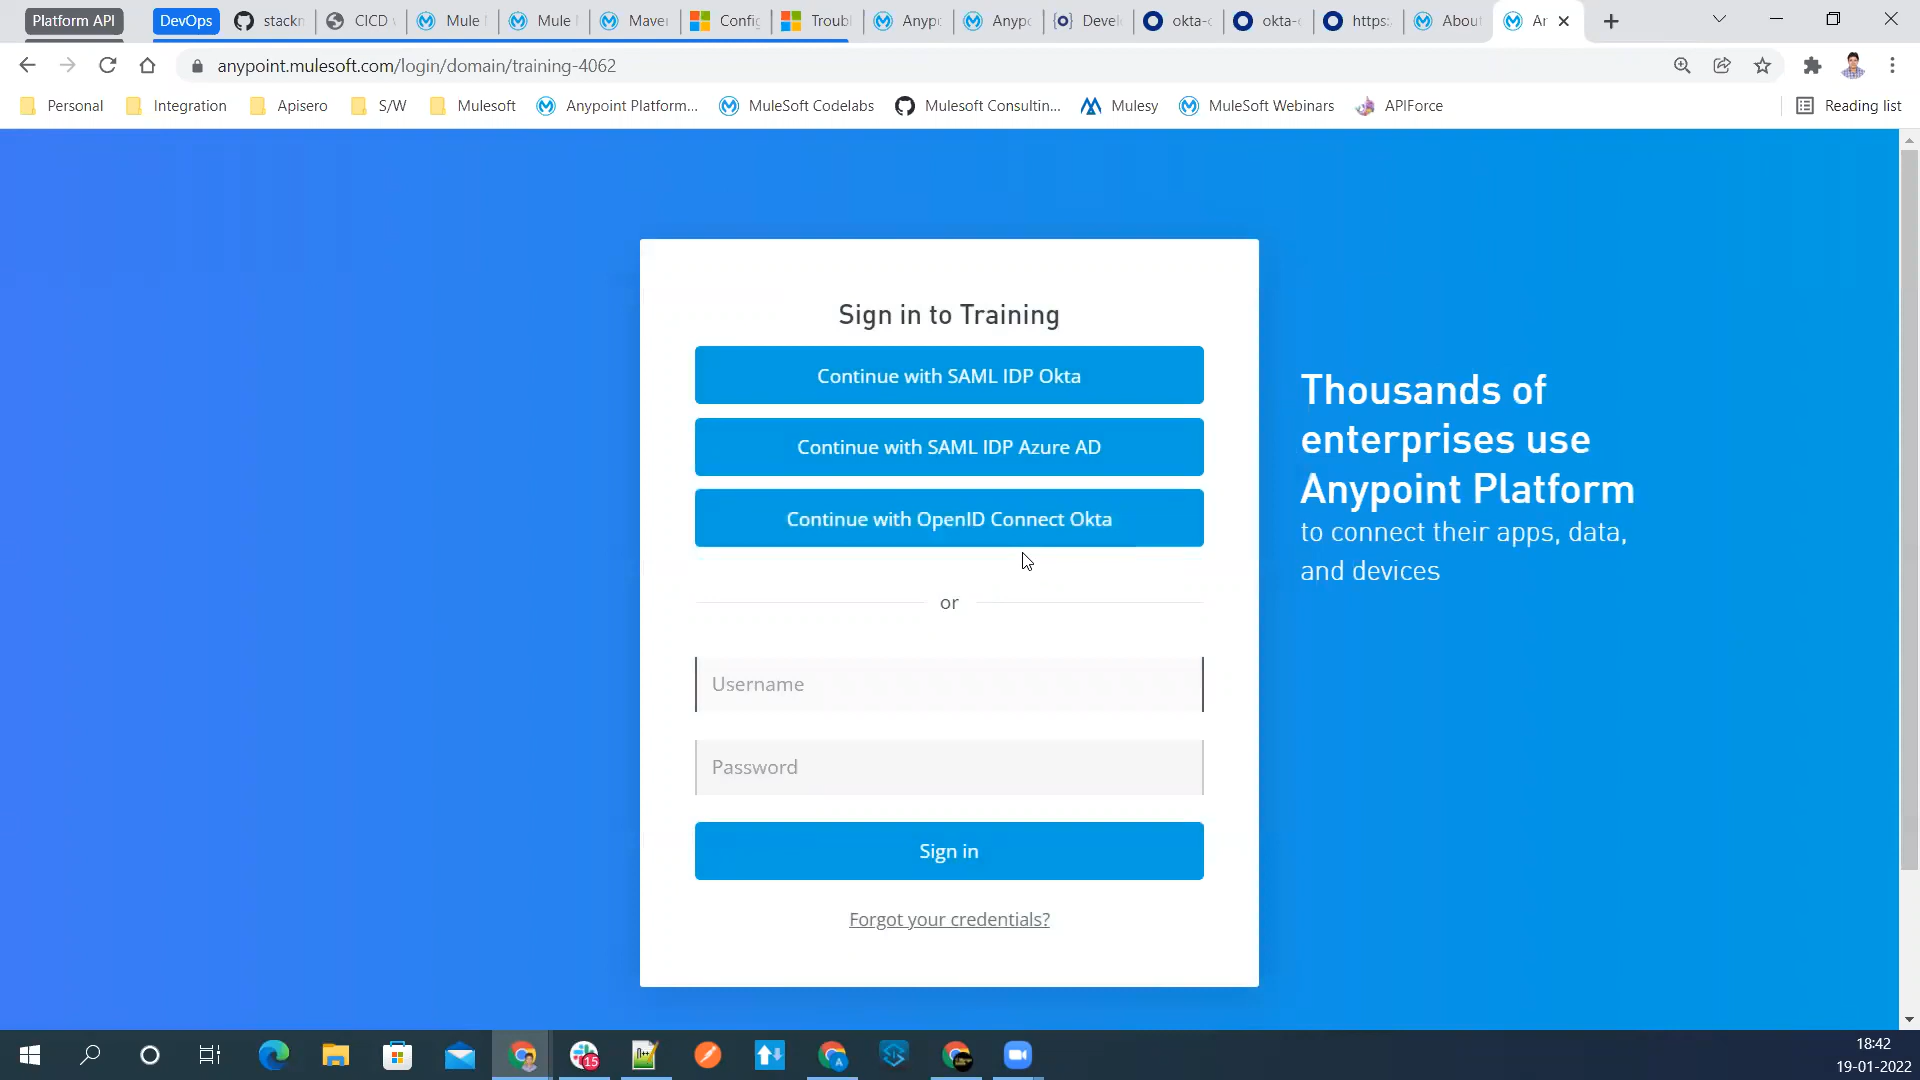 Platform API
DevOps
stackn
CICD
Mule
Mule
Maven
Config
Troub
Anypo
Anypo
Devel
okta-
okta-
https:
Abou
An
anypoint.mulesoft.com/login/domain/training-4062
Personal
Integration
Apisero
S/W
Mulesoft
Anypoint Platform...
MuleSoft Codelabs
Mulesoft Consultin...
Mulesy
MuleSoft Webinars
APIForce
Reading list
Sign in to Training
Continue with SAML IDP Okta
Continue with SAML IDP Azure AD
Continue with OpenID Connect Okta
or
Username
Password
Sign in
Forgot your credentials?
Thousands of
enterprises use
Anypoint Platform
to connect their apps, data,
and devices
15
18:42
19-01-2022